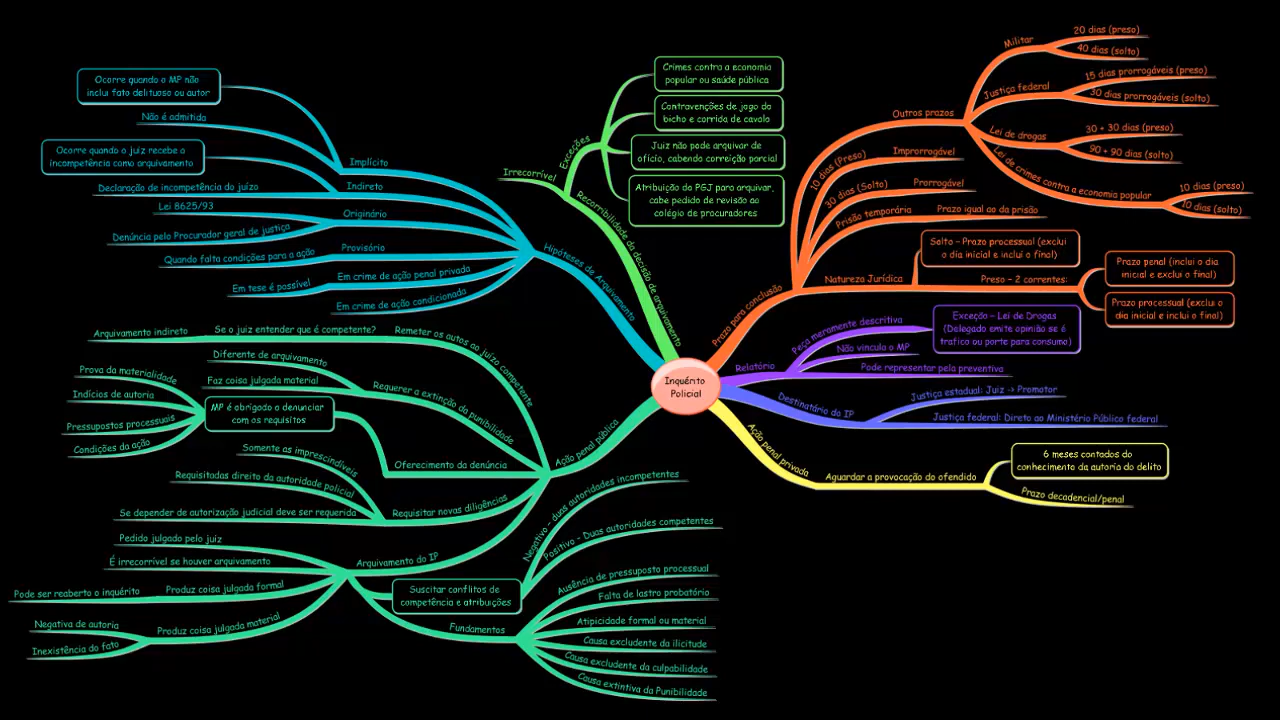 Inquérito
Policial
Prazo para conclusão
Outros prazos
Militar
20 dias (preso)
40 dias (solto)
Justiça federal
15 dias prorrogáveis (preso)
30 dias prorrogáveis (solto)
Lei de drogas
30 + 30 dias (preso)
90 + 90 dias (solto)
Lei de crimes contra a economia popular
10 dias (preso)
10 dias (solto)
10 dias (Preso)
Improrrogável
30 dias (Solto)
Prorrogável
Prisão temporária
Prazo igual ao da prisão
Natureza Jurídica
Solto - Prazo processual (exclui
o dia inicial e inclui o final)
Preso - 2 correntes:
Prazo penal (inclui o dia
inicial e exclui o final)
Prazo processual (exclui o
dia inicial e inclui o final)
Relatório
Peça meramente descritiva
Exceção - Lei de Drogas
(Delegado emite opinião se é
trafico ou porte para consumo)
Não vincula o MP
Pode representar pela preventiva
Destinatário do IP
Justiça estadual: Juiz -> Promotor
Justiça federal: Direto ao Ministério Público federal
Ação penal privada
Aguardar a provocação do ofendido
6 meses contados do
conhecimento da autoria do delito
Prazo decadencial/penal
Ação penal pública
Remeter os autos ao juízo competente
Se o juiz entender que é competente?
Arquivamento indireto
Requerer a extinção da punibilidade
Diferente de arquivamento
Faz coisa julgada material
Oferecimento da denúncia
MP é obrigado a denunciar
com os requisitos
Prova da materialidade
Indícios de autoria
Pressupostos processuais
Condições da ação
Requisitar novas diligências
Somente as imprescindíveis
Requisitadas direito da autoridade policial
Se depender de autorização judicial deve ser requerida
Arquivamento do IP
Pedido julgado pelo juiz
É irrecorrível se houver arquivamento
Produz coisa julgada formal
Pode ser reaberto o inquérito
Produz coisa julgada material
Negativa de autoria
Inexistência do fato
Suscitar conflitos de
competência e atribuições
Negativo - duas autoridades incompetentes
Positivo - Duas autoridades competentes
Fundamentos
Ausência de pressuposto processual
Falta de lastro probatório
Atipicidade formal ou material
Causa excludente da ilicitude
Causa excludente da culpabilidade
Causa extintiva da Punibilidade
Hipóteses de Arquivamento
Implícito
Ocorre quando o MP não
inclui fato delituoso ou autor
Não é admitida
Indireto
Ocorre quando o juiz recebe a
incompetência como arquivamento
Declaração de incompetência do juízo
Originário
Lei 8625/93
Denúncia pelo Procurador geral de justiça
Provisório
Quando falta condições para a ação
Em crime de ação penal privada
Em tese é possível
Em crime de ação condicionada
Recorribilidade da decisão de arquivamento
Irrecorrível
Exceções
Crimes contra a economia
popular ou saúde pública
Contravenções de jogo do
bicho e corrida de cavalo
Juiz não pode arquivar de
ofício, cabendo correição parcial
Atribuição do PGJ para arquivar,
cabe pedido de revisão ao
colégio de procuradores